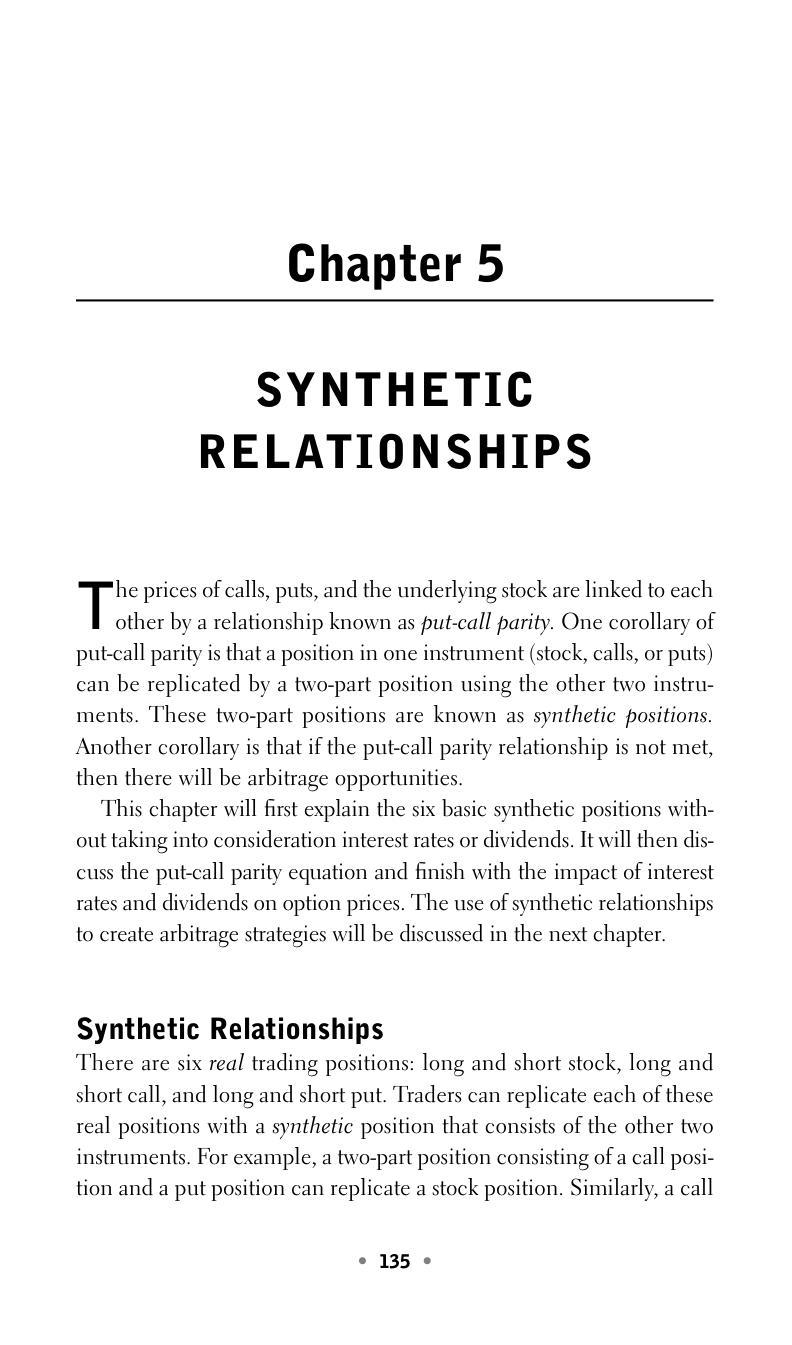 Chapter 5
SYNTHETIC
RELATIONSHIPS
The prices of calls, puts, and the underlying stock are linked to each
other by a relationship known as put-call parity. One corollary of
put-call parity is that a position in one instrument (stock, calls, or puts)
can be replicated by a two-part position using the other two instru-
ments. These two-part positions are known as synthetic positions.
Another corollary is that if the put-call parity relationship is not met,
then there will be arbitrage opportunities.
This chapter will first explain the six basic synthetic positions with-
out taking into consideration interest rates or dividends. It will then dis-
cuss the put-call parity equation and finish with the impact of interest
rates and dividends on option prices. The use of synthetic relationships
to create arbitrage strategies will be discussed in the next chapter.
Synthetic Relationships
There are six real trading positions: long and short stock, long and
short call, and long and short put. Traders can replicate each of these
real positions with a synthetic position that consists of the other two
instruments. For example, a two-part position consisting of a call posi-
tion and a put position can replicate a stock position. Similarly, a call
• 135 •